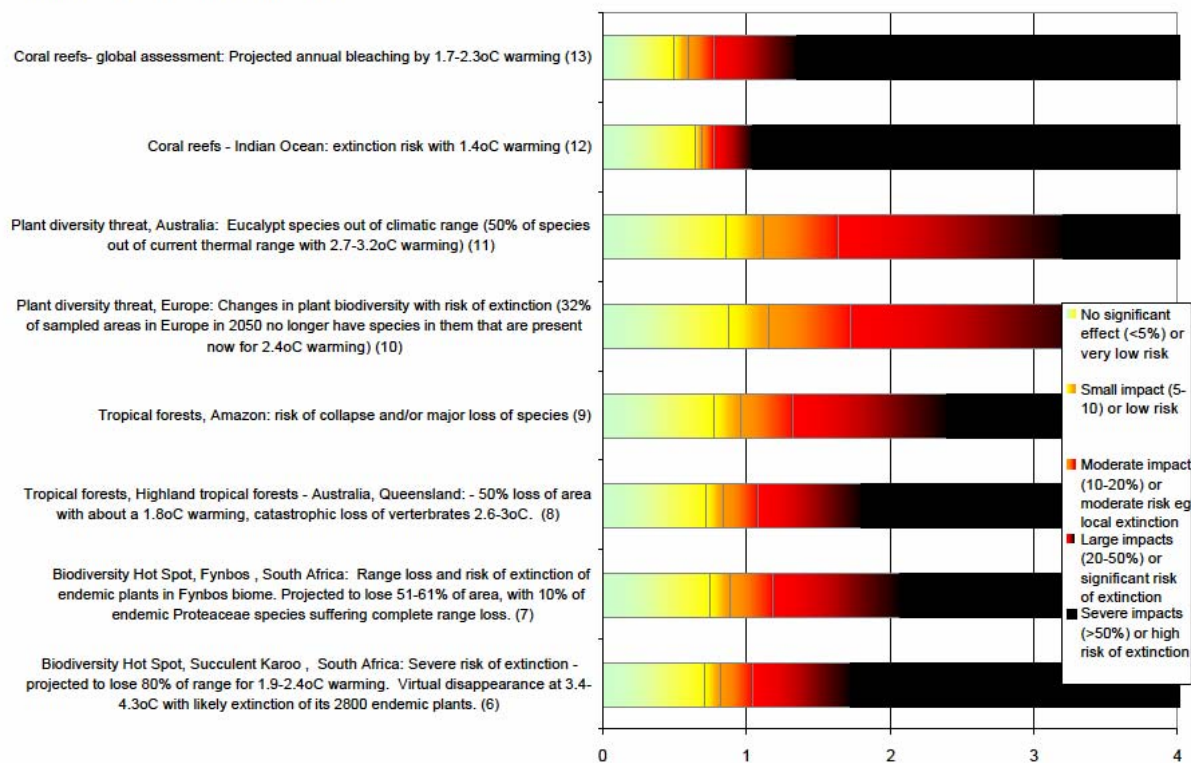 Coral reefs- global assessment: Projected annual bleaching by 1.7-2.3oC warming (13)
Coral reefs - Indian Ocean: extinction risk with 1.4oC warming (12)
Plant diversity threat, Australia: Eucalypt species out of climatic range (50% of species
out of current thermal range with 2.7-3.2oC warming) (11)
Plant diversity threat, Europe: Changes in plant biodiversity with risk of extinction (32%
of sampled areas in Europe in 2050 no longer have species in them that are present
now for 2.4oC warming) (10)
Tropical forests, Amazon: risk of collapse and/or major loss of species (9)
Tropical forests, Highland tropical forests - Australia, Queensland: - 50% loss of area
with about a 1.8oC warming, catastrophic loss of verterbrates 2.6-3oC. (8)
Biodiversity Hot Spot, Fynbos , South Africa: Range loss and risk of extinction of
endemic plants in Fynbos biome. Projected to lose 51-61% of area, with 10% of
endemic Proteaceae species suffering complete range loss. (7)
Biodiversity Hot Spot, Succulent Karoo , South Africa: Severe risk of extinction -
projected to lose 80% of range for 1.9-2.4oC warming. Virtual disappearance at 3.4-
4.3oC with likely extinction of its 2800 endemic plants. (6)
No significant
effect (<5%) or
very low risk
Small impact (5-
10) or low risk
Moderate impact
(10-20%) or
moderate risk eg
local extinction
Large impacts
(20-50%) or
significant risk
of extinction
Severe impacts
(>50%) or high
risk of extinction
0 1 2 3 4